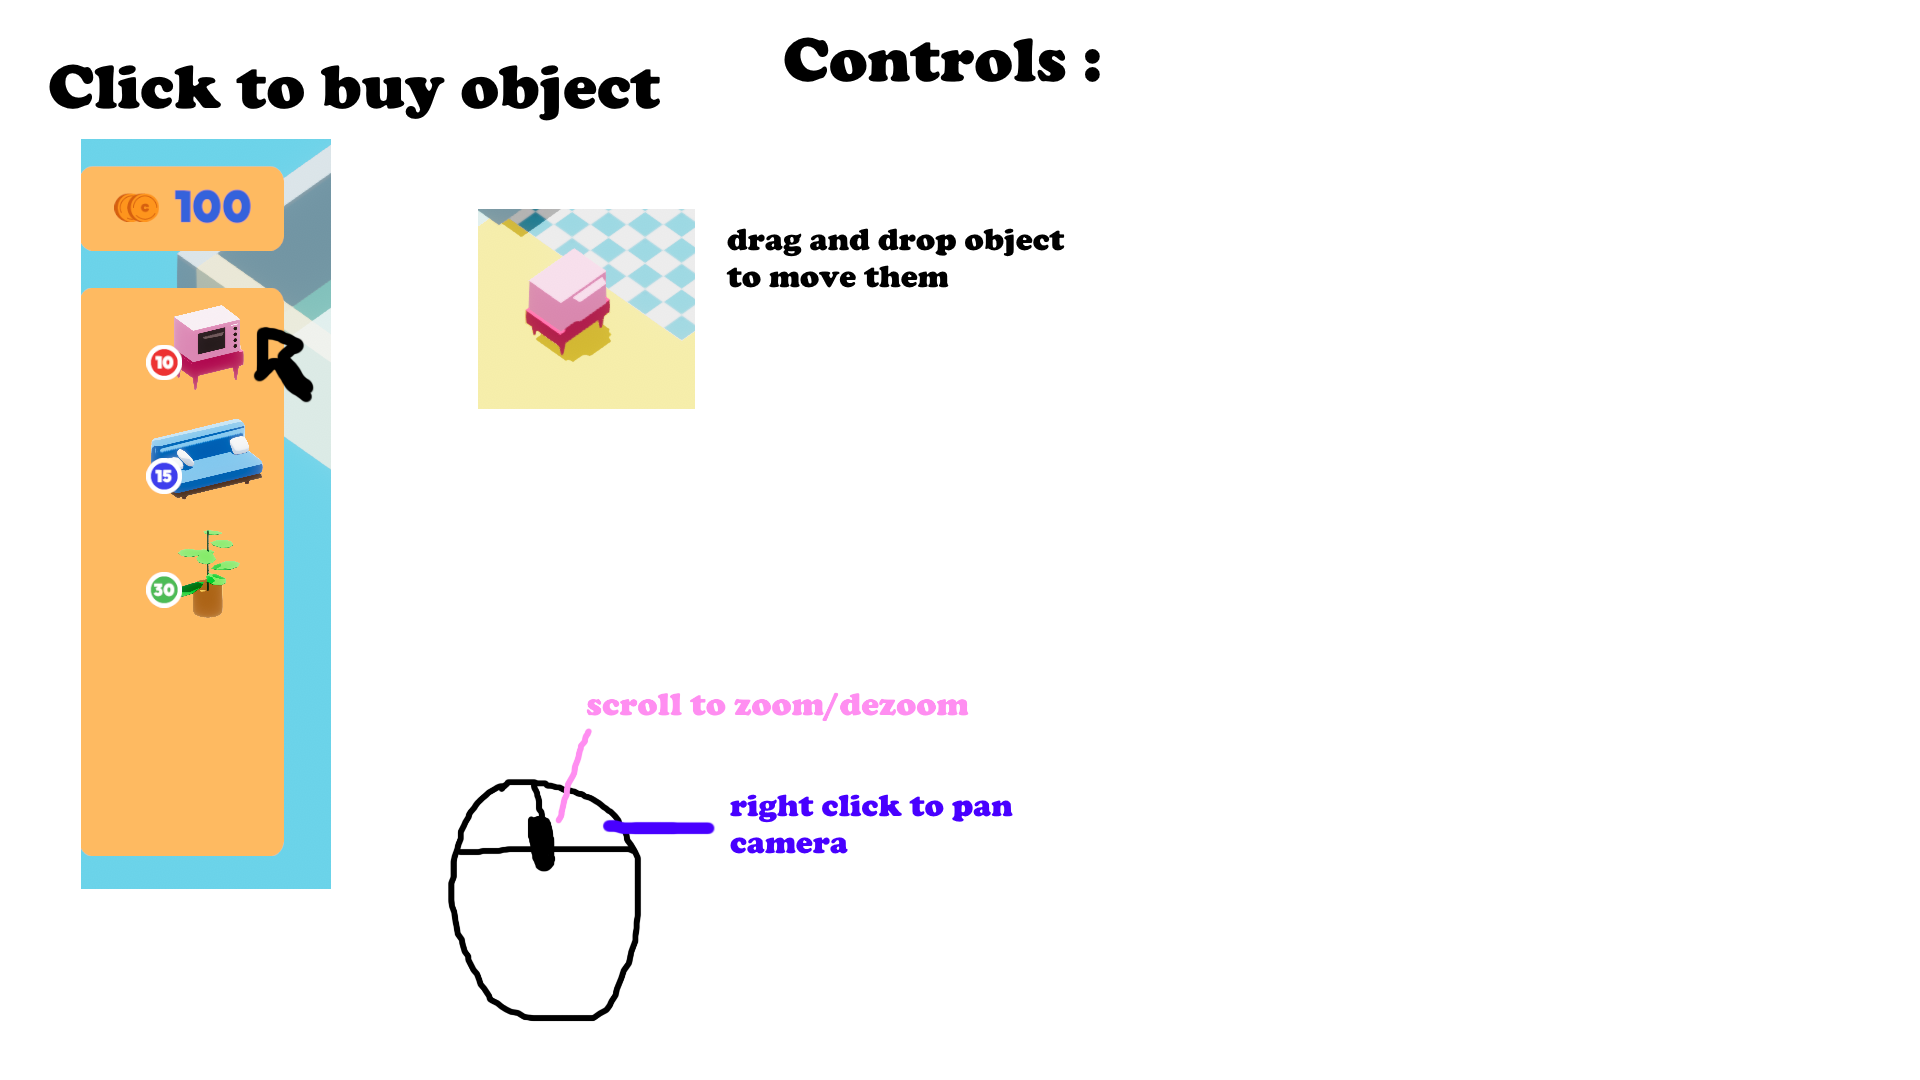 Controls :
Click to buy object
100
10
15
30
drag and drop object
to move them
scroll to zoom/dezoom
right click to pan
camera